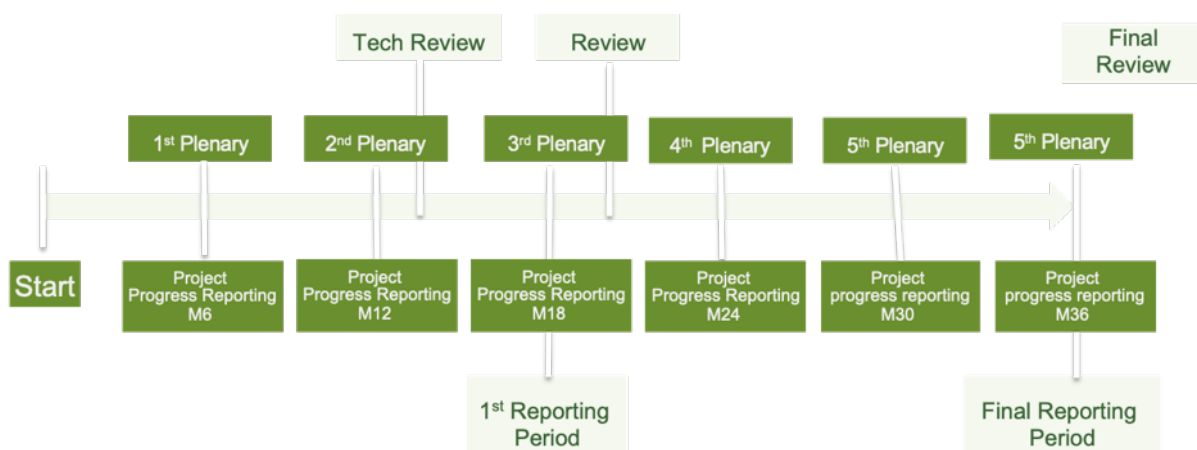 Tech Review
Review
Final
Review
1st Plenary
2nd Plenary
3rd Plenary
4th Plenary
5th Plenary
5th Plenary
Start
Project
Progress Reporting
M6
Project
Progress Reporting
M12
Project
Progress Reporting
M18
Project
Progress Reporting
M24
Project
progress reporting
M30
Project
progress reporting
M36
1st Reporting
Period
Final Reporting
Period